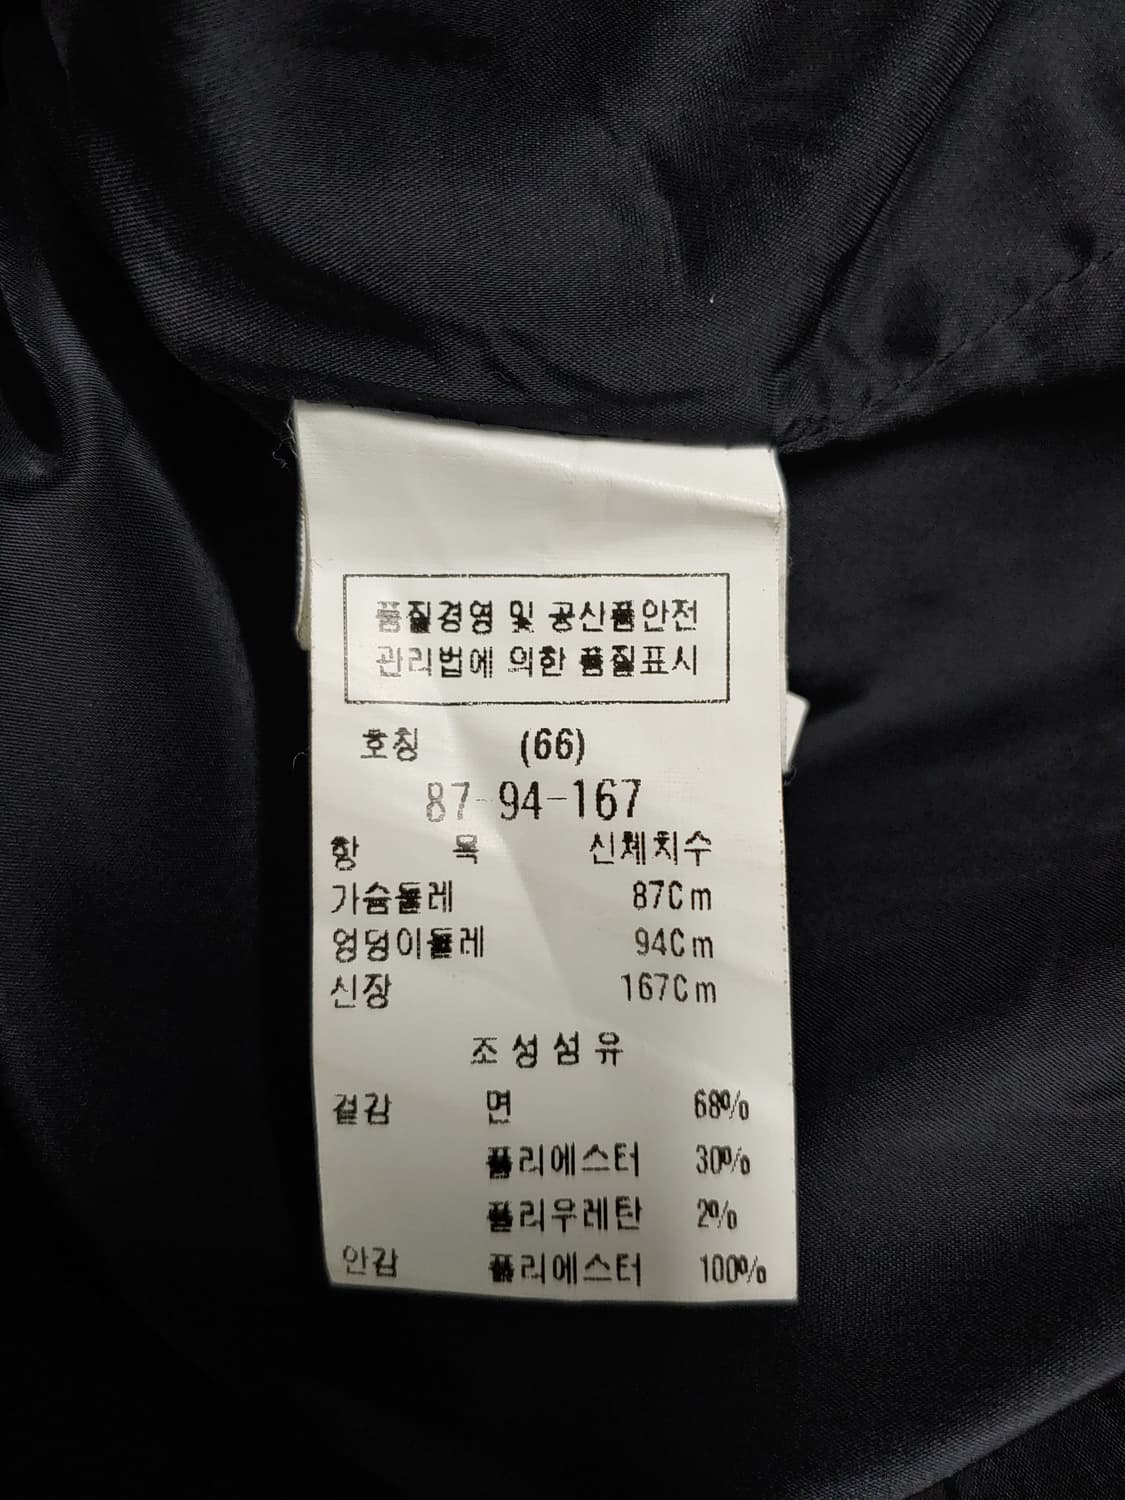 품질경영 및 공산품안전
관리법에 의한 품질표시
호칭 (66)
87-94-167
항 목 신체치수
가슴둘레 87Cm
엉덩이둘레 94Cm
신장 167Cm
조성섬유
겉감 면 68%
폴리에스터 30%
폴리우레탄 2%
안감 폴리에스터 100%